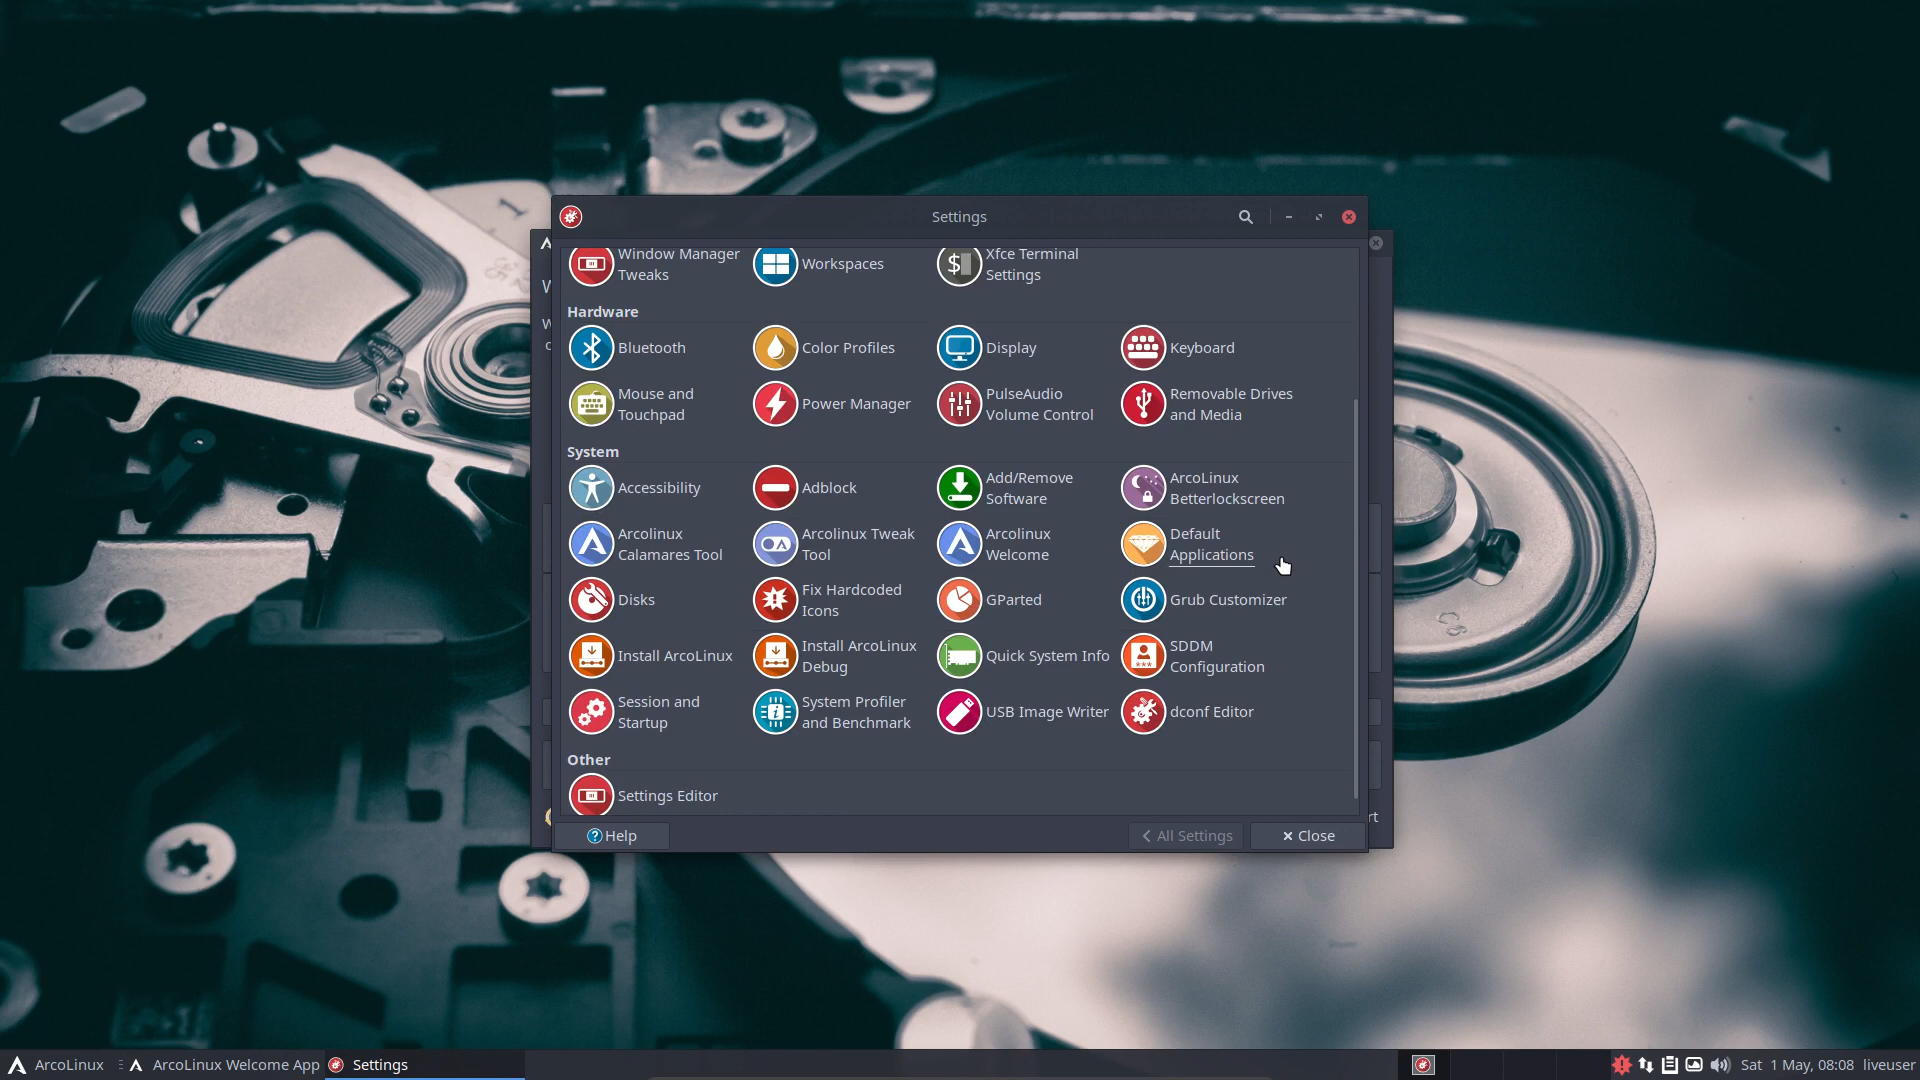 Settings
Window Manager
Tweaks
Workspaces
Xfce Terminal
Settings
Hardware
Bluetooth
Color Profiles
Display
Keyboard
Mouse and
Touchpad
Power Manager
PulseAudio
Volume Control
Removable Drives
and Media
System
Accessibility
Adblock
Add/Remove
Software
ArcoLinux
Betterlockscreen
Arcolinux
Calamares Tool
Arcolinux Tweak
Tool
Arcolinux
Welcome
Default
Applications
Disks
Fix Hardcoded
Icons
GParted
Grub Customizer
Install ArcoLinux
Install ArcoLinux
Debug
Quick System Info
SDDM
Configuration
Session and
Startup
System Profiler
and Benchmark
USB Image Writer
dconf Editor
Other
Settings Editor
Help
All Settings
Close
ArcoLinux
ArcoLinux Welcome App
Settings
Sat 1 May, 08:08
liveuser